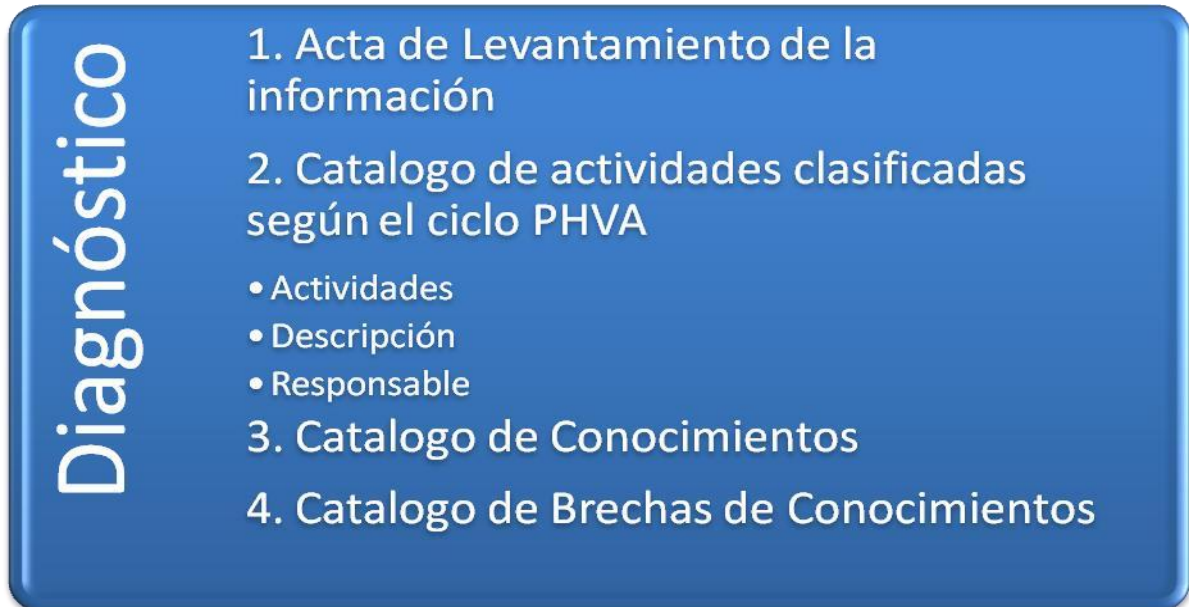 Diagnóstico
1. Acta de Levantamiento de la
información
2. Catalogo de actividades clasificadas
según el ciclo PHVA
• Actividades
• Descripción
• Responsable
3. Catalogo de Conocimientos
4. Catalogo de Brechas de Conocimientos